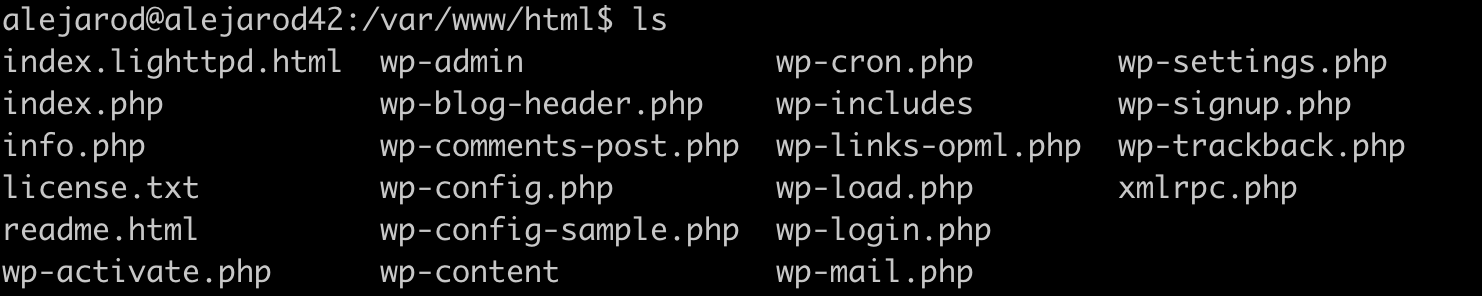 alejarod@alejarod42:/var/www/html$ ls
index.lighttpd.html  wp-admin              wp-cron.php       wp-settings.php
index.php            wp-blog-header.php    wp-includes       wp-signup.php
info.php             wp-comments-post.php  wp-links-opml.php  wp-trackback.php
license.txt          wp-config.php         wp-load.php       xmlrpc.php
readme.html          wp-config-sample.php  wp-login.php
wp-activate.php      wp-content            wp-mail.php